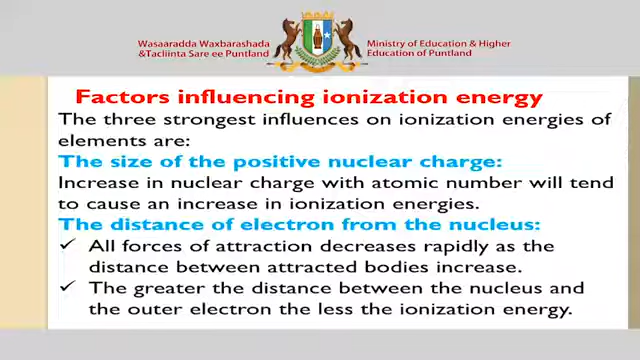 Wasaaradda Waxbarashada
&Tacliinta Sare ee Puntland
Ministry of Education & Higher
Education of Puntland
Factors influencing ionization energy
The three strongest influences on ionization energies of
elements are:
The size of the positive nuclear charge:
Increase in nuclear charge with atomic number will tend
to cause an increase in ionization energies.
The distance of electron from the nucleus:
✓ All forces of attraction decreases rapidly as the
distance between attracted bodies increase.
✓ The greater the distance between the nucleus and
the outer electron the less the ionization energy.